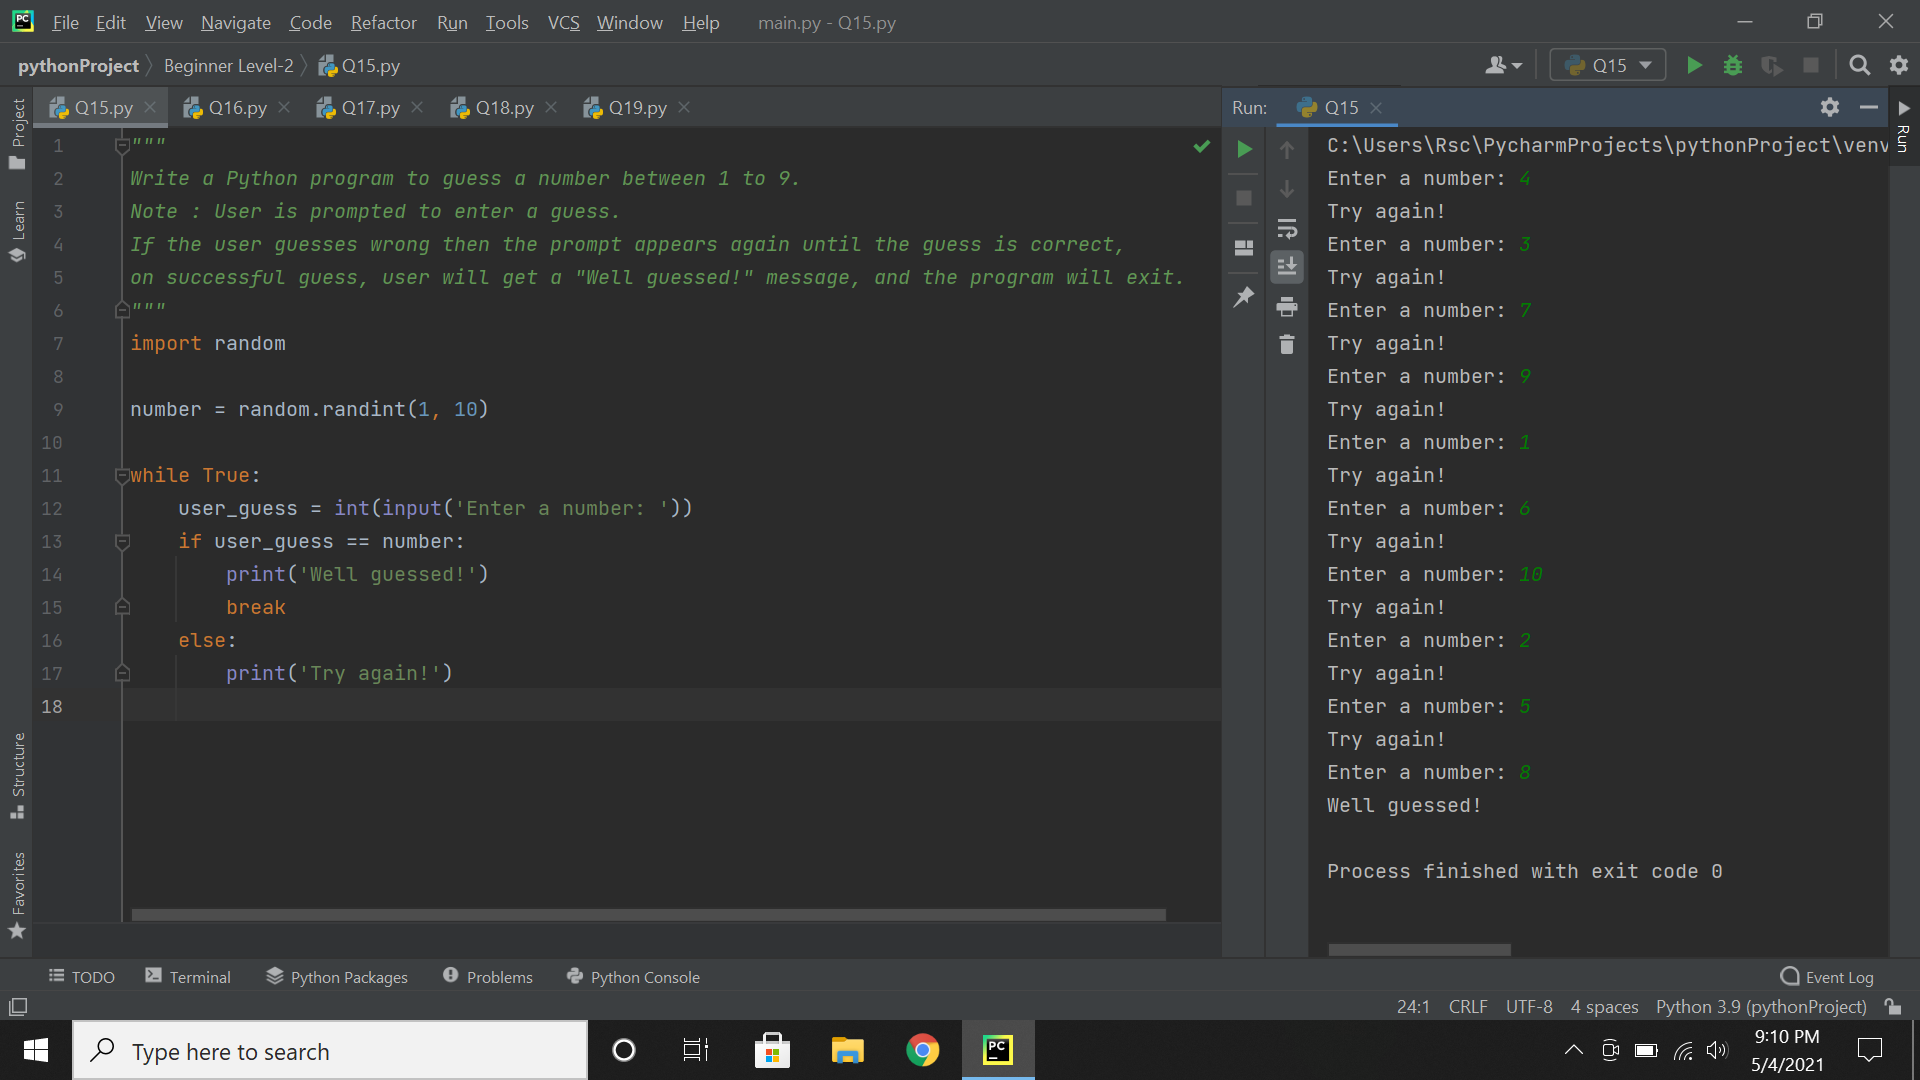 PC File Edit View Navigate Code Refactor Run Tools VCS Window Help main.py - Q15.py
pythonProject Beginner Level-2 Q15.py Q15
Q15.py Q16.py Q17.py Q18.py Q19.py
Project
Learn
Structure
Favorites
1 """
2 Write a Python program to guess a number between 1 to 9.
3 Note : User is prompted to enter a guess.
4 If the user guesses wrong then the prompt appears again until the guess is correct,
5 on successful guess, user will get a "Well guessed!" message, and the program will exit.
6 """
7 import random
8
9 number = random.randint(1, 10)
10
11 while True:
12 user_guess = int(input('Enter a number: '))
13 if user_guess == number:
14 print('Well guessed!')
15 break
16 else:
17 print('Try again!')
18
Run: Q15
Run
C:\Users\Rsc\PycharmProjects\pythonProject\venv
Enter a number: 4
Try again!
Enter a number: 3
Try again!
Enter a number: 7
Try again!
Enter a number: 9
Try again!
Enter a number: 1
Try again!
Enter a number: 6
Try again!
Enter a number: 10
Try again!
Enter a number: 2
Try again!
Enter a number: 5
Try again!
Enter a number: 8
Well guessed!
Process finished with exit code 0
TODO Terminal Python Packages Problems Python Console Event Log
24:1 CRLF UTF-8 4 spaces Python 3.9 (pythonProject)
Type here to search
PC
9:10 PM
5/4/2021